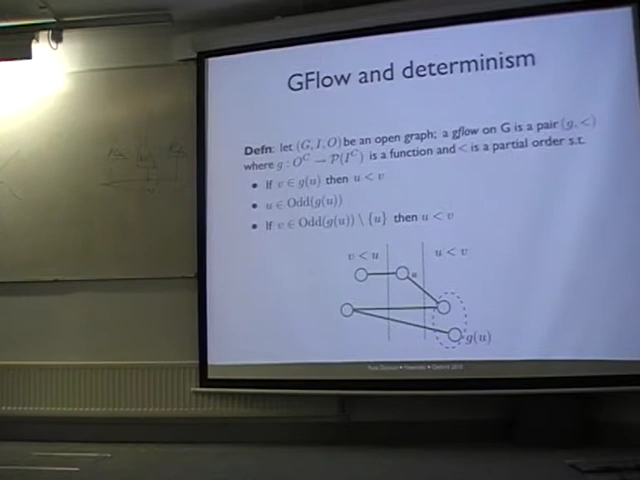 GFlow and determinism
Defn: let (G, I, O) be an open graph; a gflow on G is a pair (g, <)
where g : O^C → P(I^C) is a function and < is a partial order s.t.
• If v ∈ g(u) then u < v
• u ∈ Odd(g(u))
• If v ∈ Odd(g(u)) \ {u} then u < v
v < u
u < v
u
g(u)